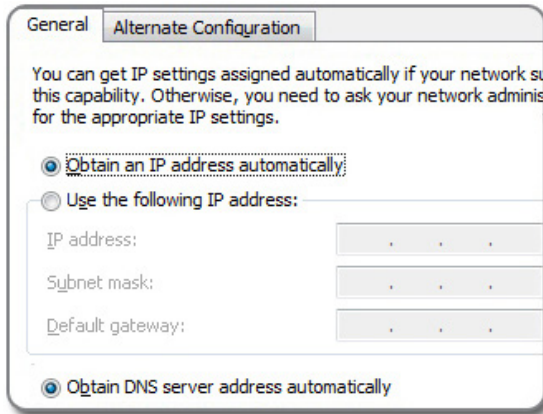 General
Alternate Configuration
You can get IP settings assigned automatically if your network su
this capability. Otherwise, you need to ask your network adminis
for the appropriate IP settings.
Obtain an IP address automatically
Use the following IP address:
IP address:
. . .
Subnet mask:
. . .
Default gateway:
. . .
Obtain DNS server address automatically